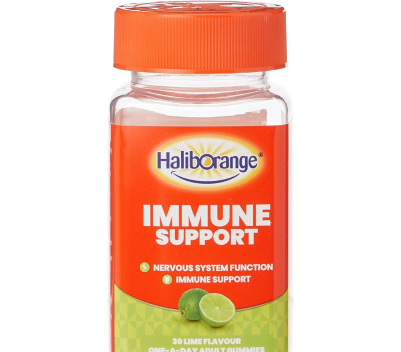 HalibOrange®
IMMUNE
SUPPORT
NERVOUS SYSTEM FUNCTION
IMMUNE SUPPORT
30 LIME FLAVOUR
ONE-A-DAY ADULT GUMMIES